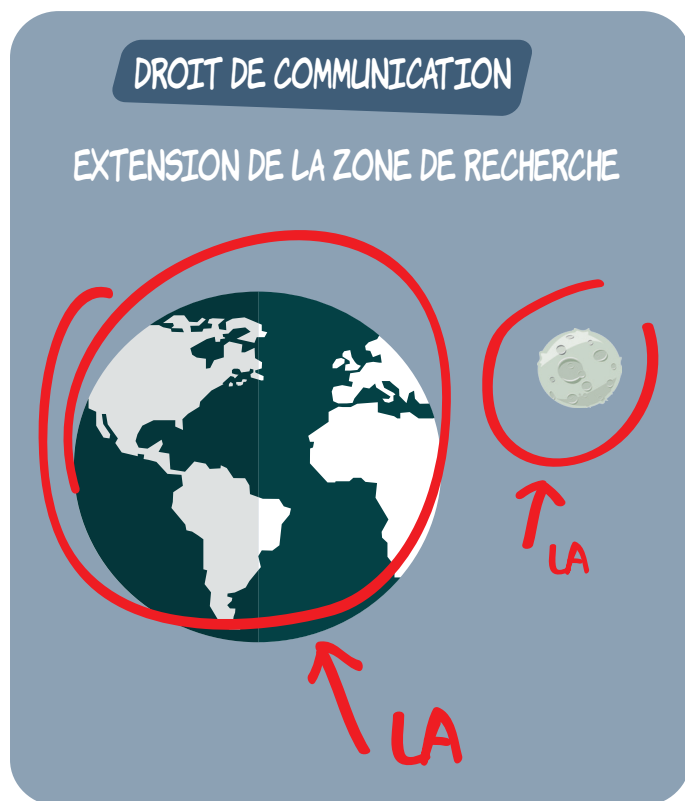 DROIT DE COMMUNICATION
EXTENSION DE LA ZONE DE RECHERCHE
LA
LA